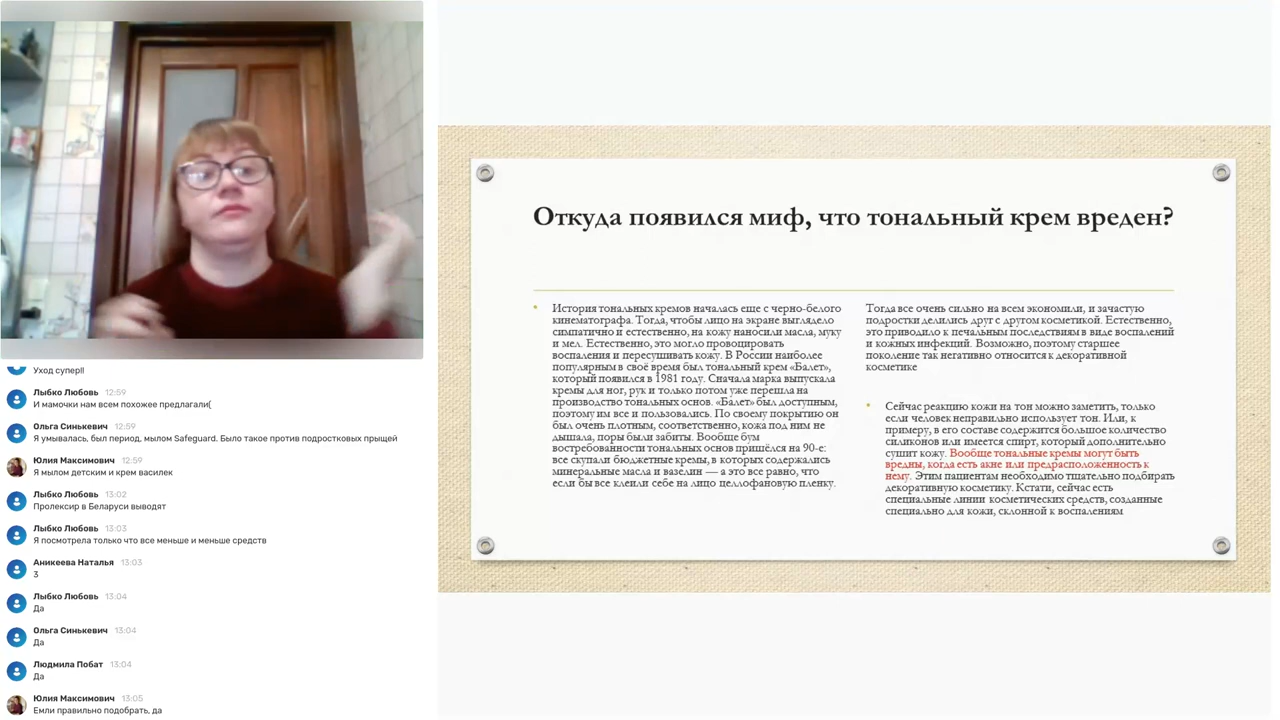 Уход супер!!
Лыбко Любовь 12:59
И мамочки нам всем похожее предлагали(
Ольга Синькевич 12:59
Я умывалась, был период, мылом Safeguard. Было такое против подростковых прыщей
Юлия Максимович 12:59
Я мылом детским и крем василек
Лыбко Любовь 13:02
Пролексир в Беларуси выводят
Лыбко Любовь 13:03
Я посмотрела только что все меньше и меньше средств
Аникеева Наталья 13:03
3
Лыбко Любовь 13:04
Да
Ольга Синькевич 13:04
Да
Людмила Побат 13:04
Да
Юлия Максимович 13:05
Емли правильно подобрать, да
Откуда появился миф, что тональный крем вреден?
История тональных кремов началась еще с черно-белого
кинематографа. Тогда, чтобы лицо на экране выглядело
симпатично и естественно, на кожу наносили масла, муку
и мел. Естественно, это могло провоцировать
воспаления и пересушивать кожу. В России наиболее
популярным в своё время был тональный крем «Балет»,
который появился в 1981 году. Сначала марка выпускала
кремы для ног, рук и только потом уже перешла на
производство тональных основ. «Балет» был доступным,
поэтому им все и пользовались. По своему покрытию он
был очень плотным, соответственно, кожа под ним не
дышала, поры были забиты. Вообще бум
востребованности тональных основ пришёлся на 90-е:
все скупали бюджетные кремы, в которых содержались
минеральные масла и вазелин — а это все равно, что
если бы все клеили себе на лицо целлофановую пленку.
Тогда все очень сильно на всем экономили, и зачастую
подростки делились друг с другом косметикой. Естественно,
это приводило к печальным последствиям в виде воспалений
и кожных инфекций. Возможно, поэтому старшее
поколение так негативно относится к декоративной
косметике
Сейчас реакцию кожи на тон можно заметить, только
если человек неправильно использует тон. Или, к
примеру, в его составе содержится большое количество
силиконов или имеется спирт, который дополнительно
сушит кожу. Вообще тональные кремы могут быть
вредны, когда есть акне или предрасположенность к
нему. Этим пациентам необходимо тщательно подбирать
декоративную косметику. Кстати, сейчас есть
специальные линии косметических средств, созданные
специально для кожи, склонной к воспалениям